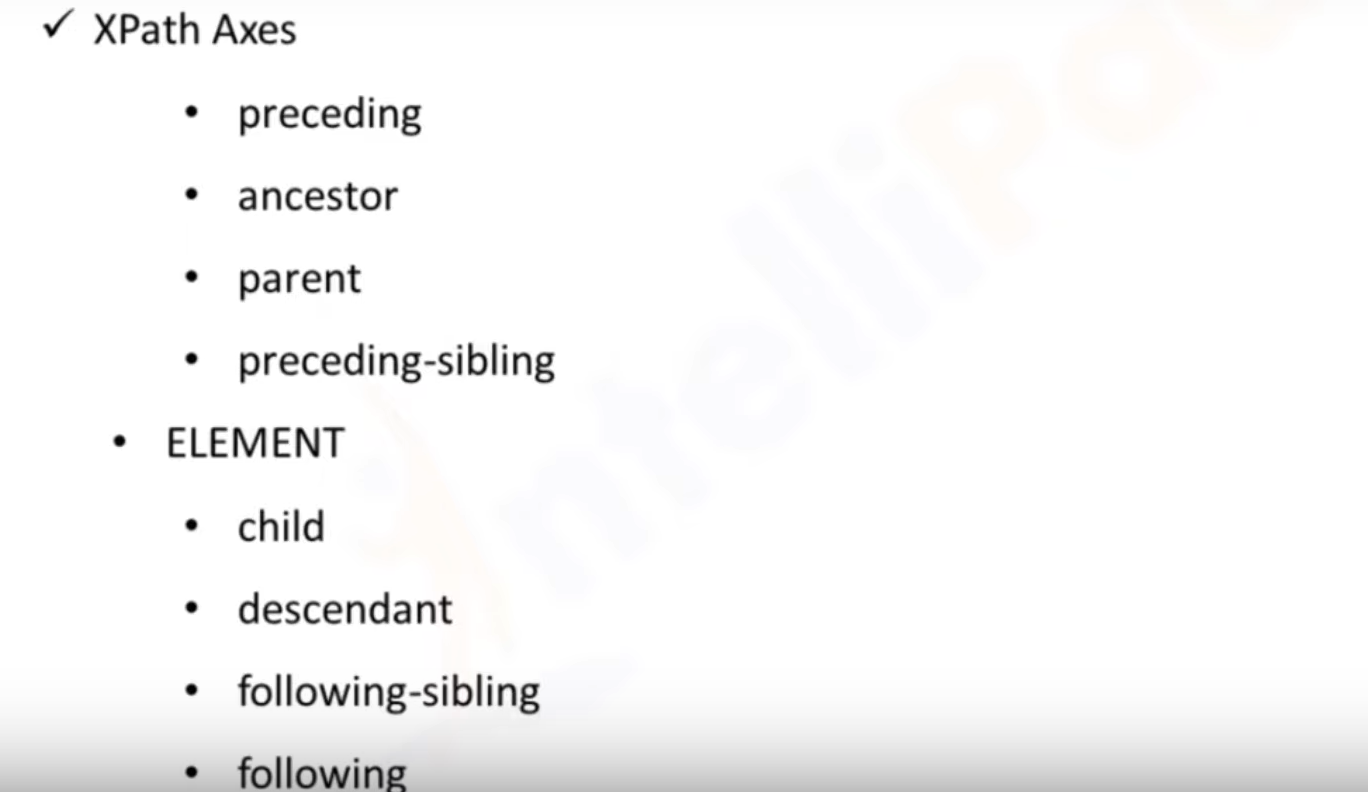 ✓ XPath Axes
• preceding
• ancestor
• parent
• preceding-sibling
• ELEMENT
• child
• descendant
• following-sibling
• following